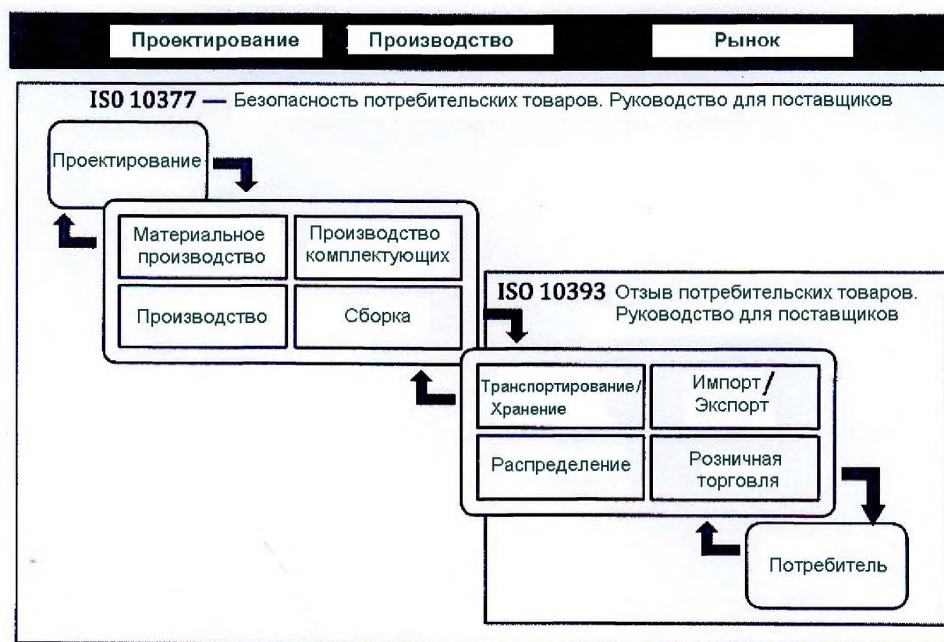 Проектирование Производство Рынок
ISO 10377 — Безопасность потребительских товаров. Руководство для поставщиков
Проектирование
Материальное
производство
Производство
комплектующих
Производство
Сборка
ISO 10393 Отзыв потребительских товаров.
Руководство для поставщиков
Транспортирование/
Хранение
Импорт/
Экспорт
Распределение
Розничная
торговля
Потребитель